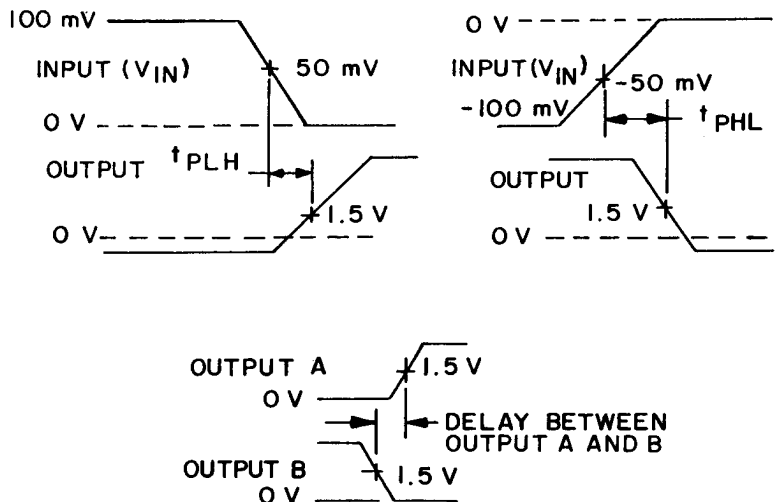 100 mV
INPUT (VIN)
50 mV
0 V
OUTPUT
tPLH
1.5 V
0 V
0 V
INPUT (VIN)
-50 mV
-100 mV
tPHL
OUTPUT
1.5 V
0 V
OUTPUT A
1.5 V
0 V
DELAY BETWEEN
OUTPUT A AND B
OUTPUT B
1.5 V
0 V